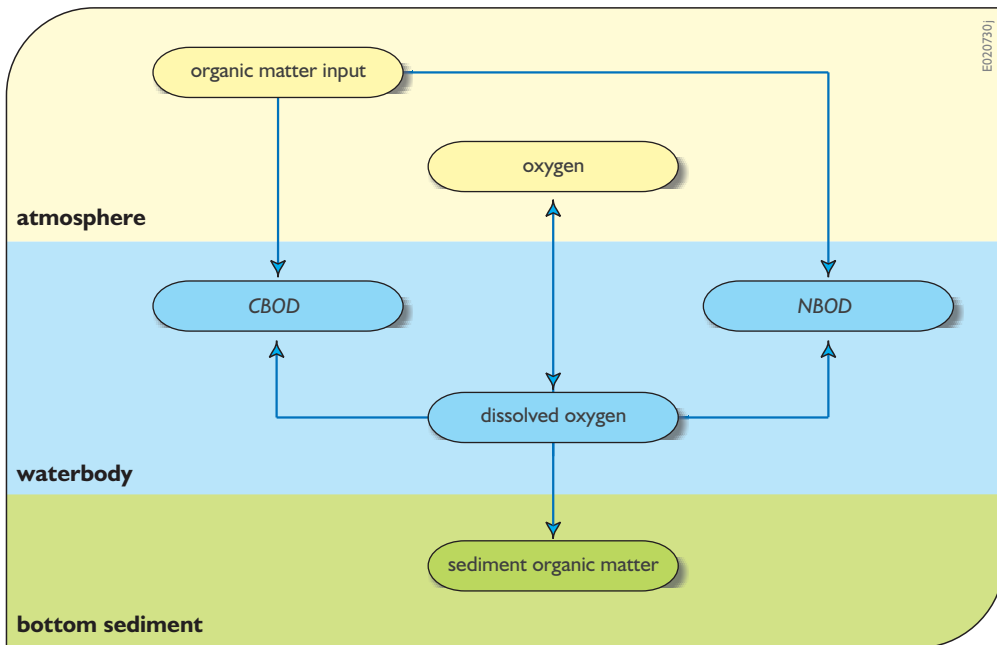 E020730j
organic matter input
oxygen
atmosphere
CBOD
NBOD
dissolved oxygen
waterbody
sediment organic matter
bottom sediment